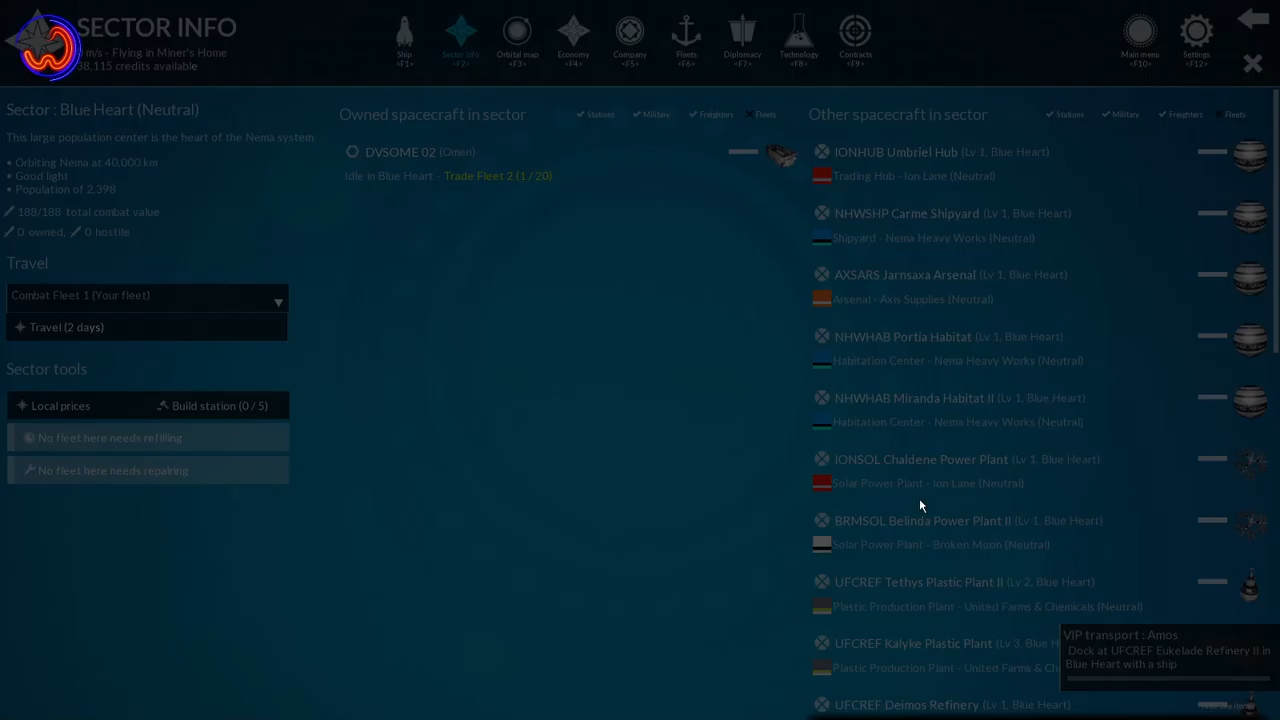 SECTOR INFO
m/s - Flying in Miner's Home
38,115 credits available
Ship
<F1>
Sector info
<F2>
Orbital map
<F3>
Economy
<F4>
Company
<F5>
Fleets
<F6>
Diplomacy
<F7>
Technology
<F8>
Contracts
<F9>
Main menu
<F10>
Settings
<F12>
Sector : Blue Heart (Neutral)
This large population center is the heart of the Nema system.
• Orbiting Nema at 40,000 km
• Good light
• Population of 2,398
188/188 total combat value
0 owned, 0 hostile
Travel
Combat Fleet 1 (Your fleet)
Travel (2 days)
Sector tools
Local prices
Build station (0 / 5)
No fleet here needs refilling
No fleet here needs repairing
Owned spacecraft in sector
Stations
Military
Freighters
Fleets
DVSOME 02 (Omen)
Idle in Blue Heart - Trade Fleet 2 (1 / 20)
Other spacecraft in sector
Stations
Military
Freighters
Fleets
IONHUB Umbriel Hub (Lv 1, Blue Heart)
Trading Hub - Ion Lane (Neutral)
NHWSHP Carme Shipyard (Lv 1, Blue Heart)
Shipyard - Nema Heavy Works (Neutral)
AXSARS Jarnsaxa Arsenal (Lv 1, Blue Heart)
Arsenal - Axis Supplies (Neutral)
NHWHAB Portia Habitat (Lv 1, Blue Heart)
Habitation Center - Nema Heavy Works (Neutral)
NHWHAB Miranda Habitat II (Lv 1, Blue Heart)
Habitation Center - Nema Heavy Works (Neutral)
IONSOL Chaldene Power Plant (Lv 1, Blue Heart)
Solar Power Plant - Ion Lane (Neutral)
BRMSOL Belinda Power Plant II (Lv 1, Blue Heart)
Solar Power Plant - Broken Moon (Neutral)
UFCREF Tethys Plastic Plant II (Lv 2, Blue Heart)
Plastic Production Plant - United Farms & Chemicals (Neutral)
UFCREF Kalyke Plastic Plant (Lv 3, Blue H
Plastic Production Plant - United Farms & Ch
UFCREF Deimos Refinery (Lv 1, Blue Heart)
VIP transport : Amos
Dock at UFCREF Eukelade Refinery II in
Blue Heart with a ship